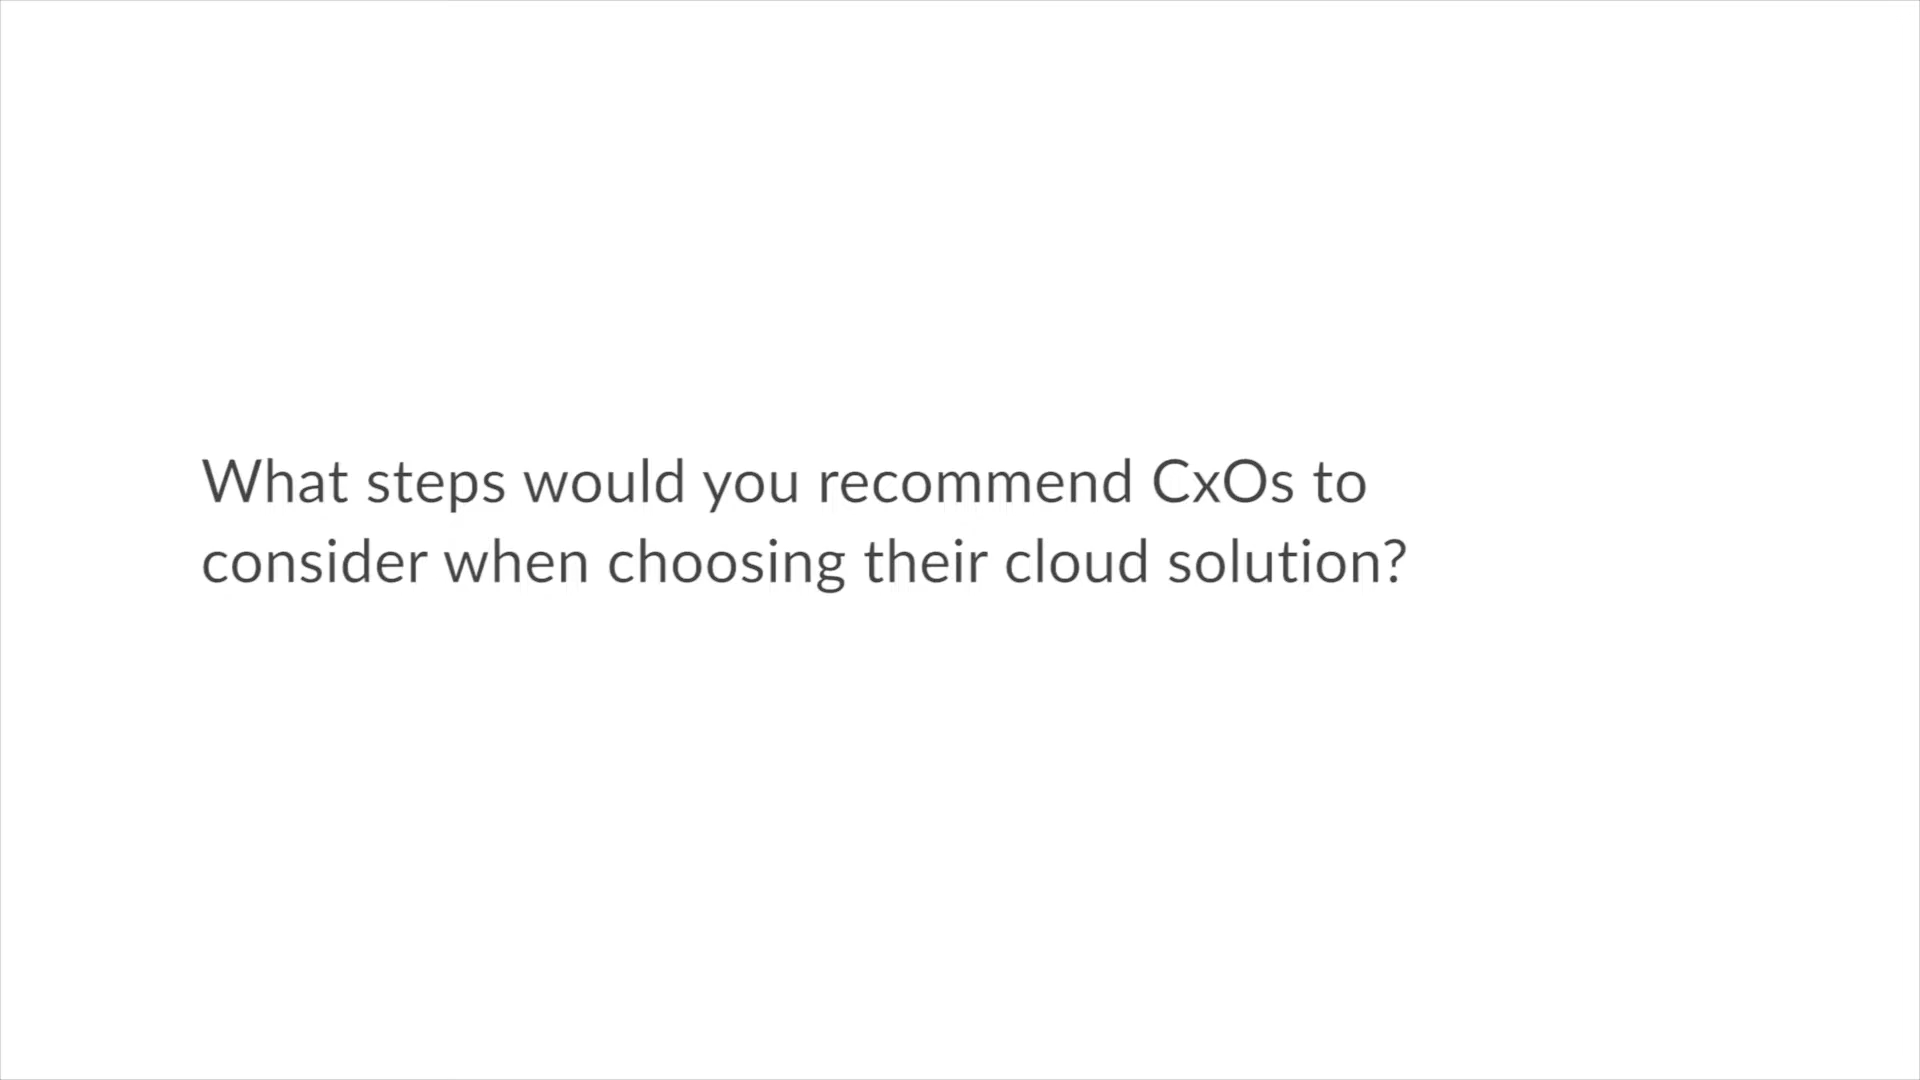 What steps would you recommend CxOs to
consider when choosing their cloud solution?